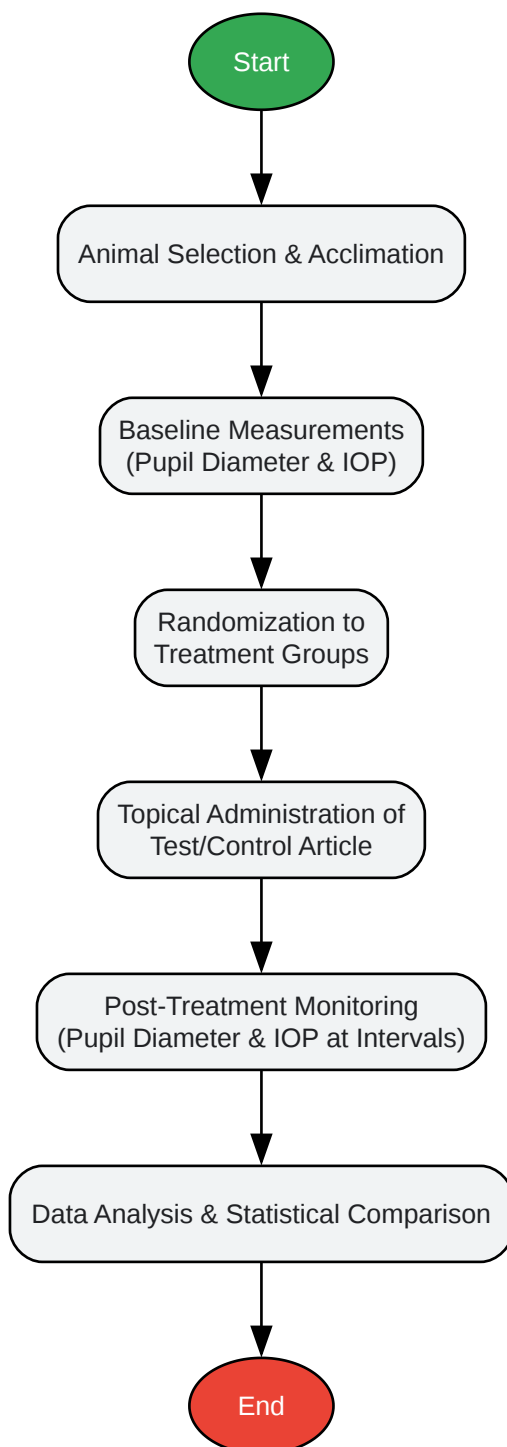 Start
Animal Selection & Acclimation
Baseline Measurements
(Pupil Diameter & IOP)
Randomization to
Treatment Groups
Topical Administration of
Test/Control Article
Post-Treatment Monitoring
(Pupil Diameter & IOP at Intervals)
Data Analysis & Statistical Comparison
End